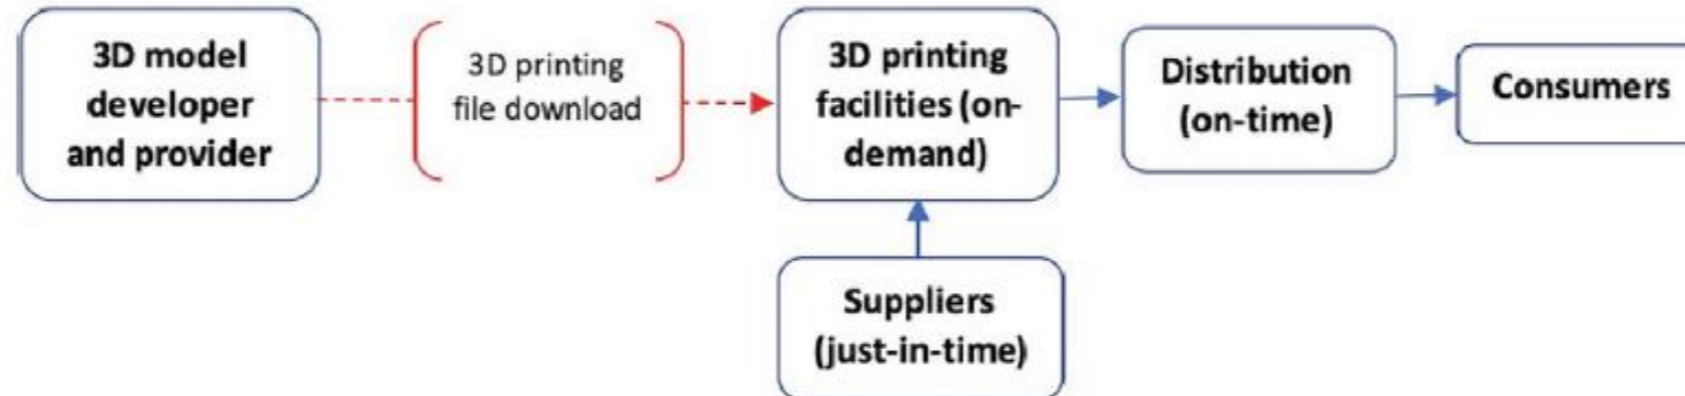 3D model
developer
and provider
3D printing
file download
3D printing
facilities (on-
demand)
Distribution
(on-time)
Consumers
Suppliers
(just-in-time)